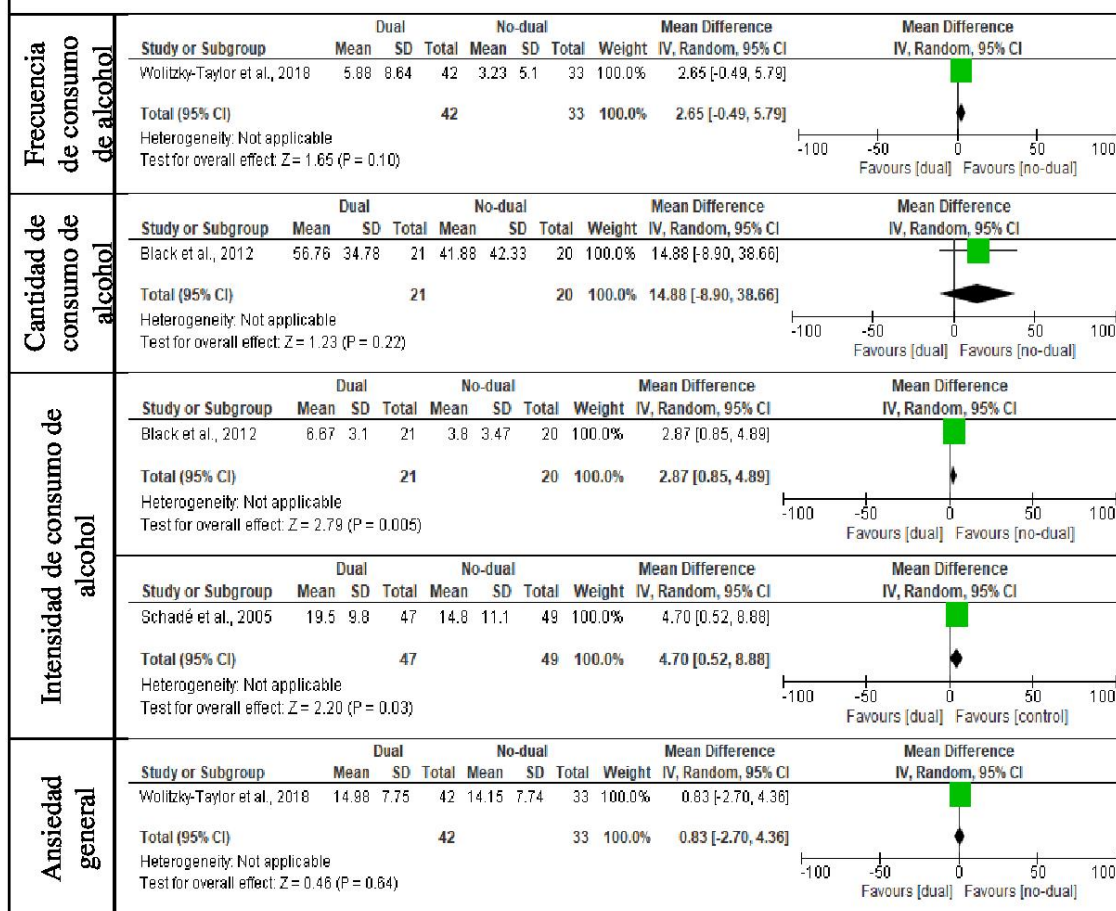 Frecuencia
de consumo
de alcohol
Dual No-dual Mean Difference Mean Difference
Study or Subgroup Mean SD Total Mean SD Total Weight IV, Random, 95% CI IV, Random, 95% CI
Wolitzky-Taylor et al., 2018 5.88 8.64 42 3.23 5.1 33 100.0% 2.65 [-0.49, 5.79]
Total (95% CI) 42 33 100.0% 2.65 [-0.49, 5.79]
Heterogeneity: Not applicable
Test for overall effect: Z = 1.65 (P = 0.10)
-100 -50 0 50 100
Favours [dual] Favours [no-dual]
Cantidad de
consumo de
alcohol
Dual No-dual Mean Difference Mean Difference
Study or Subgroup Mean SD Total Mean SD Total Weight IV, Random, 95% CI IV, Random, 95% CI
Black et al., 2012 56.76 34.78 21 41.88 42.33 20 100.0% 14.88 [-8.90, 38.66]
Total (95% CI) 21 20 100.0% 14.88 [-8.90, 38.66]
Heterogeneity: Not applicable
Test for overall effect: Z = 1.23 (P = 0.22)
-100 -50 0 50 100
Favours [dual] Favours [no-dual]
Intensidad de consumo de
alcohol
Dual No-dual Mean Difference Mean Difference
Study or Subgroup Mean SD Total Mean SD Total Weight IV, Random, 95% CI IV, Random, 95% CI
Black et al., 2012 6.67 3.1 21 3.8 3.47 20 100.0% 2.87 [0.85, 4.89]
Total (95% CI) 21 20 100.0% 2.87 [0.85, 4.89]
Heterogeneity: Not applicable
Test for overall effect: Z = 2.79 (P = 0.005)
-100 -50 0 50 100
Favours [dual] Favours [no-dual]
Dual No-dual Mean Difference Mean Difference
Study or Subgroup Mean SD Total Mean SD Total Weight IV, Random, 95% CI IV, Random, 95% CI
Schadé et al., 2005 19.5 9.8 47 14.8 11.1 49 100.0% 4.70 [0.52, 8.88]
Total (95% CI) 47 49 100.0% 4.70 [0.52, 8.88]
Heterogeneity: Not applicable
Test for overall effect: Z = 2.20 (P = 0.03)
-100 -50 0 50 100
Favours [dual] Favours [control]
Ansiedad
general
Dual No-dual Mean Difference Mean Difference
Study or Subgroup Mean SD Total Mean SD Total Weight IV, Random, 95% CI IV, Random, 95% CI
Wolitzky-Taylor et al., 2018 14.98 7.75 42 14.15 7.74 33 100.0% 0.83 [-2.70, 4.36]
Total (95% CI) 42 33 100.0% 0.83 [-2.70, 4.36]
Heterogeneity: Not applicable
Test for overall effect: Z = 0.46 (P = 0.64)
-100 -50 0 50 100
Favours [dual] Favours [no-dual]